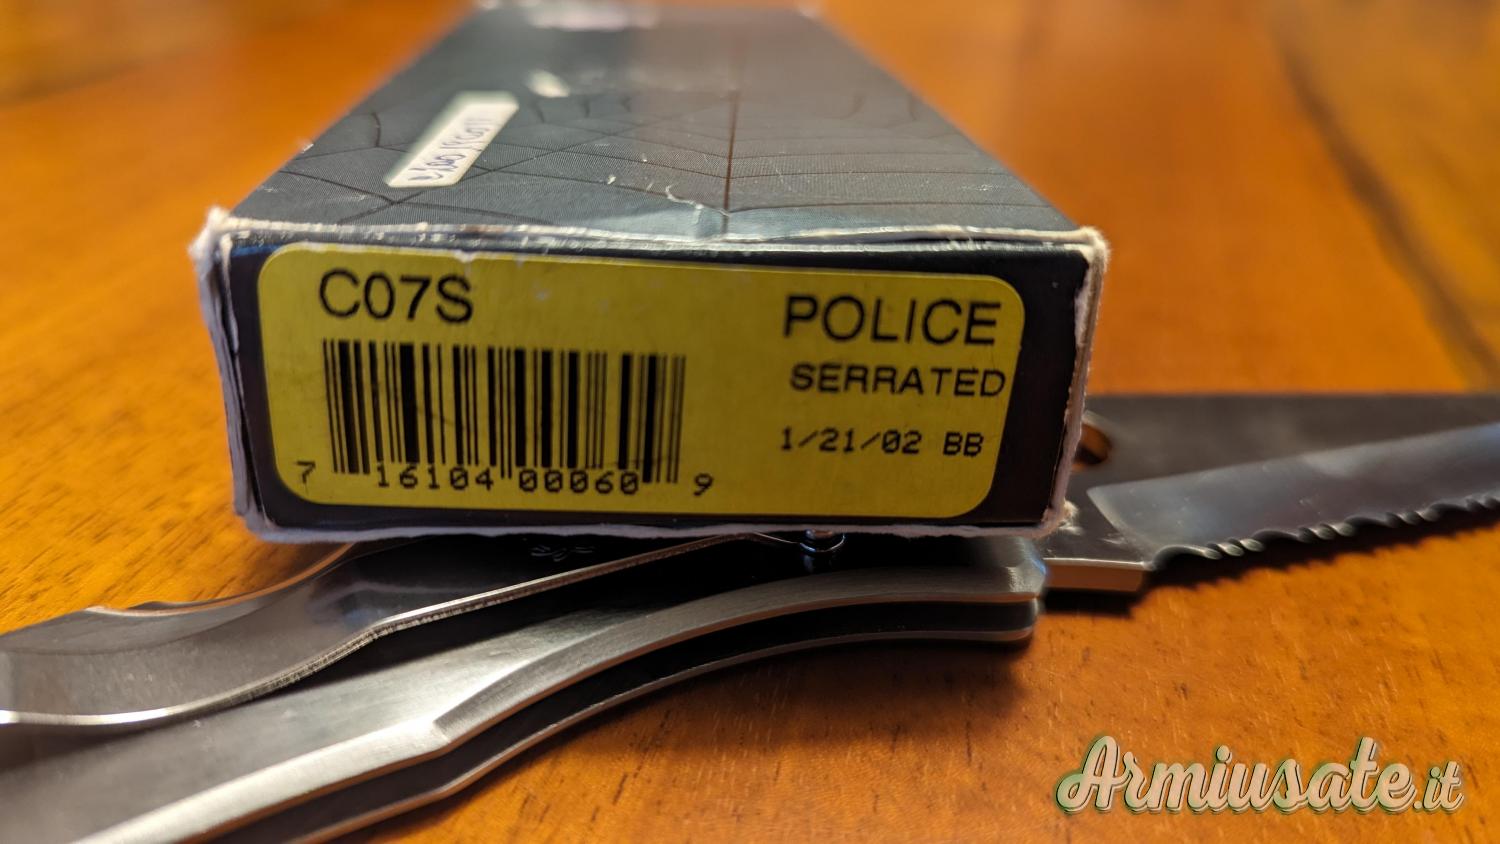 C07S
POLICE
SERRATED
1/21/02 BB
7 16104 00060 9
Armiusate.it